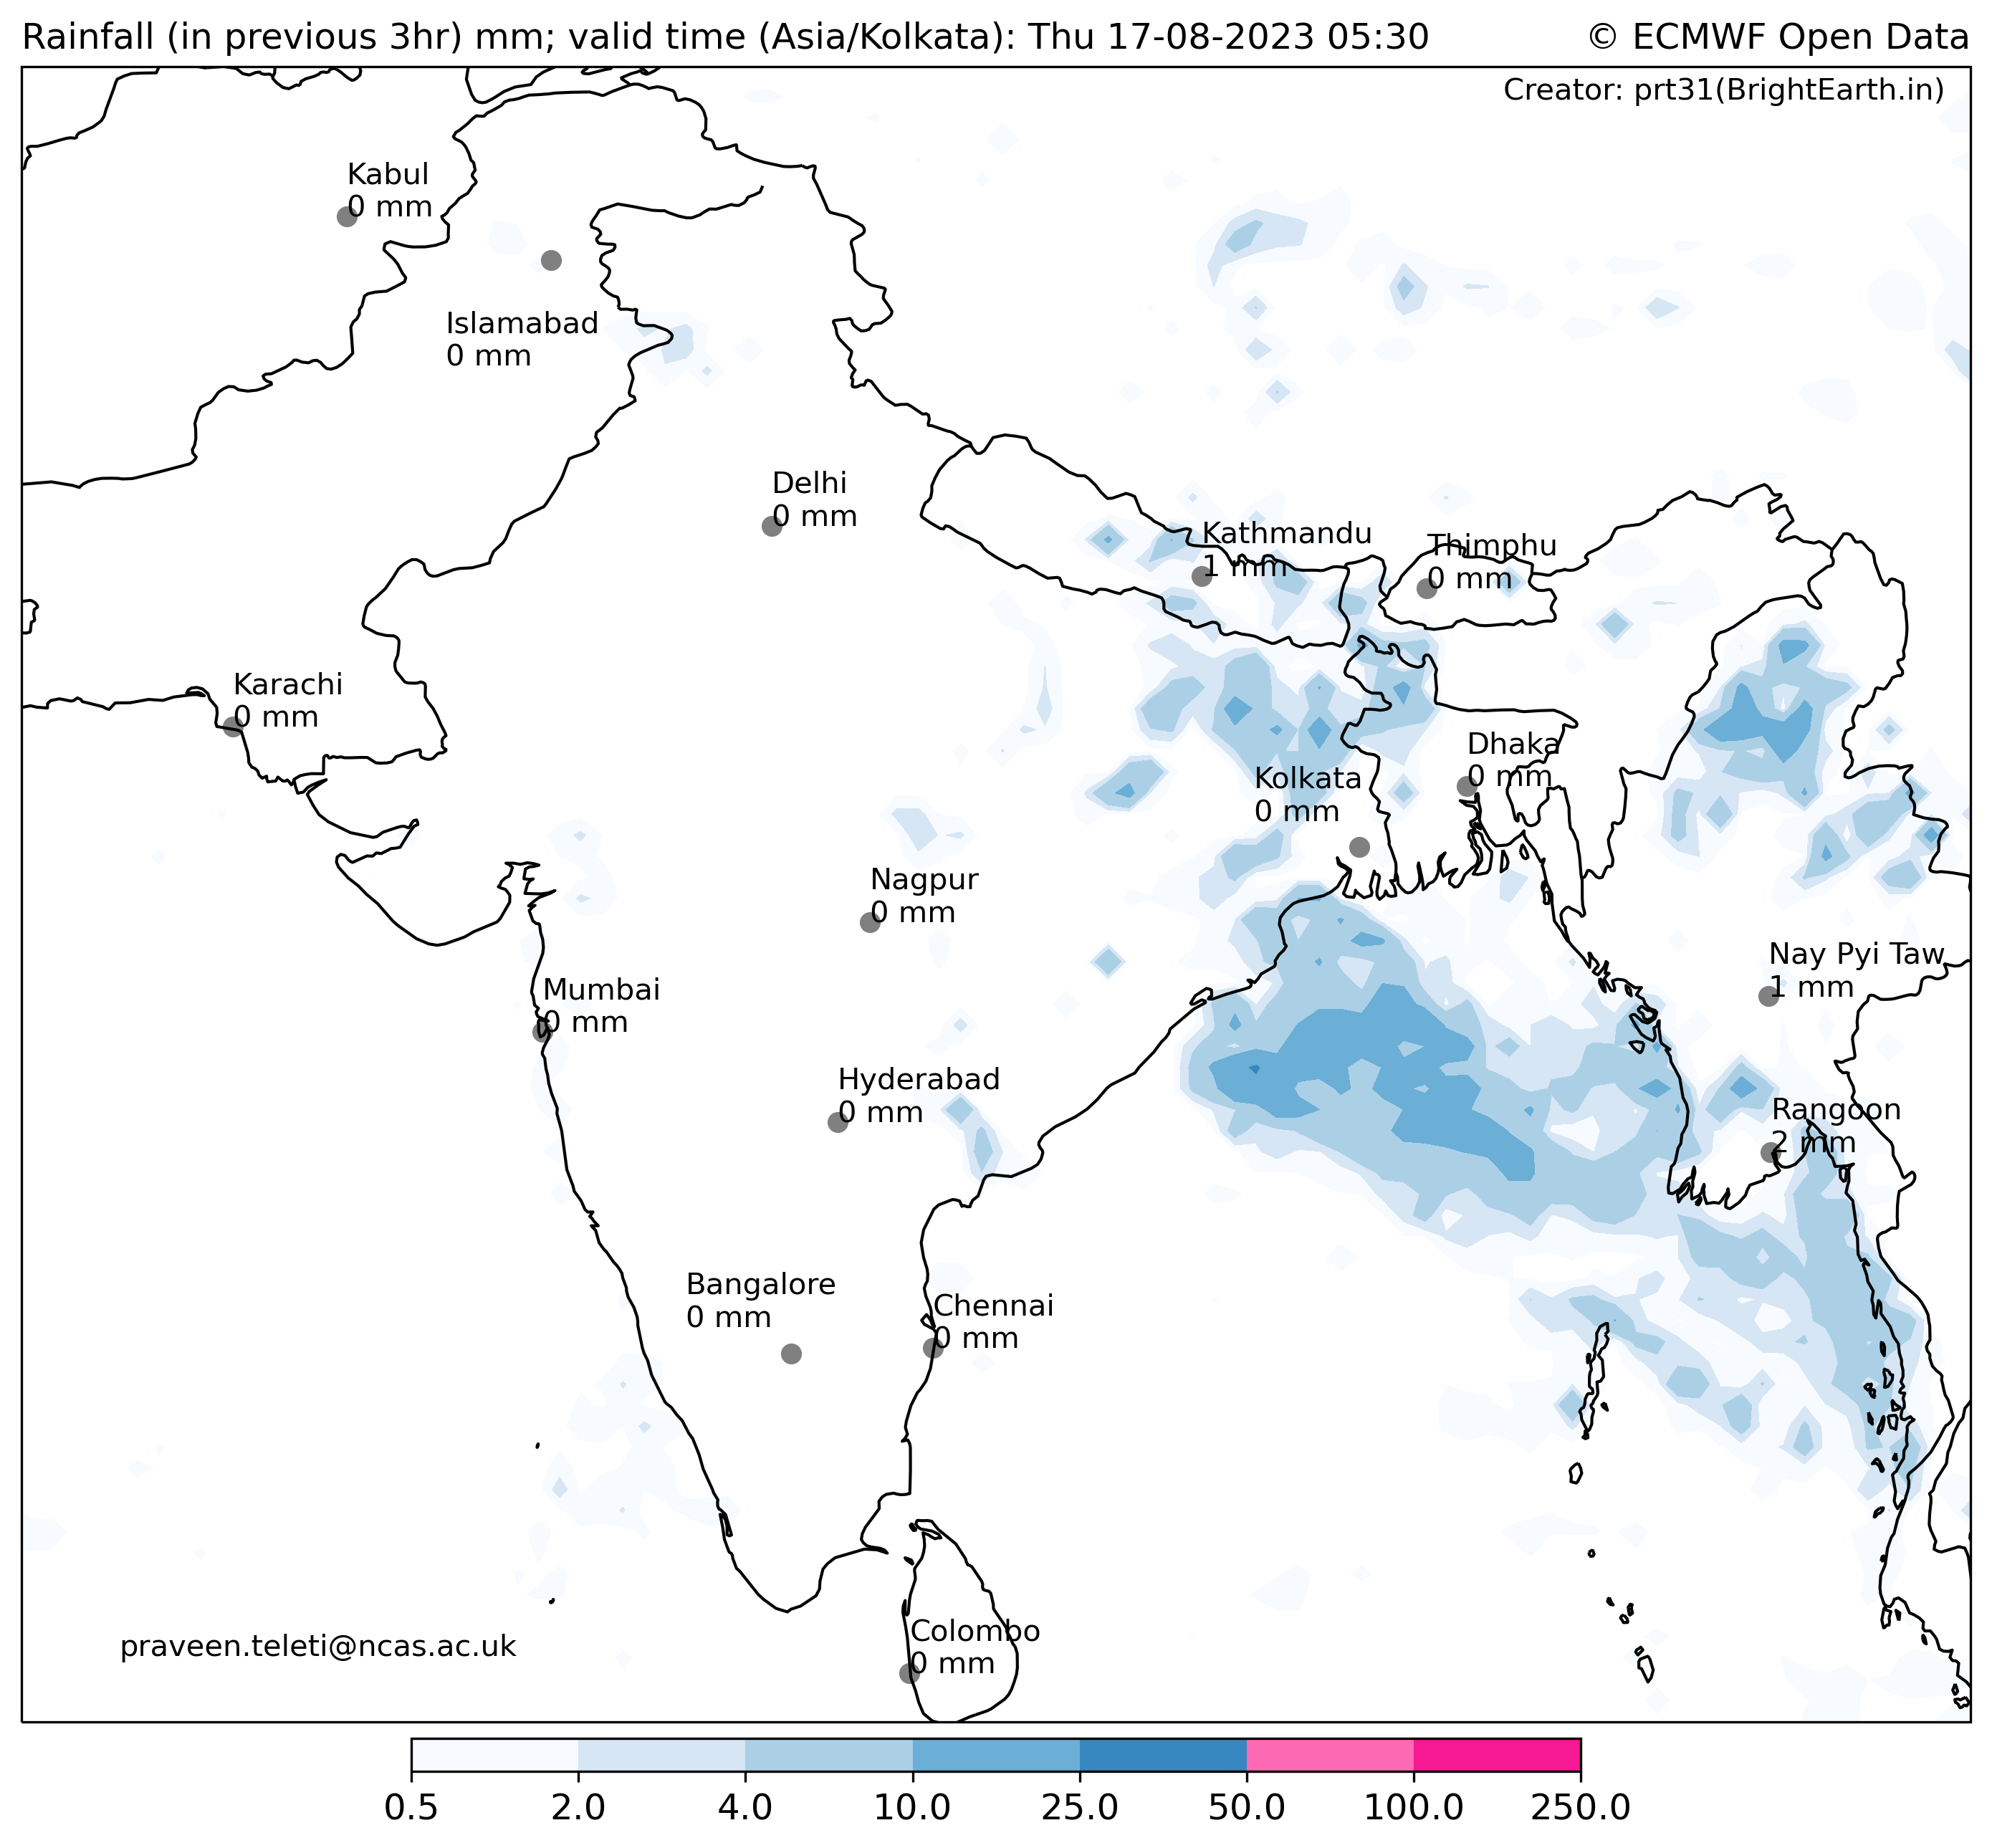 Rainfall (in previous 3hr) mm; valid time (Asia/Kolkata): Thu 17-08-2023 05:30
© ECMWF Open Data
Creator: prt31(BrightEarth.in)
Kabul
0 mm
Islamabad
0 mm
Delhi
0 mm
Kathmandu
1 mm
Thimphu
0 mm
Karachi
0 mm
Dhaka
0 mm
Kolkata
0 mm
Nagpur
0 mm
Nay Pyi Taw
1 mm
Mumbai
0 mm
Hyderabad
0 mm
Rangoon
2 mm
Bangalore
0 mm
Chennai
0 mm
Colombo
0 mm
praveen.teleti@ncas.ac.uk
0.5 2.0 4.0 10.0 25.0 50.0 100.0 250.0